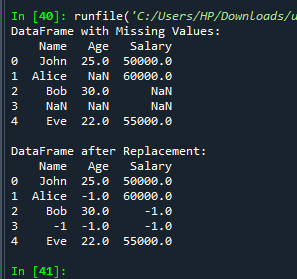 In [40]: runfile('C:/Users/HP/Downloads/u
DataFrame with Missing Values:
    Name   Age   Salary
0   John  25.0  50000.0
1  Alice   NaN  60000.0
2    Bob  30.0      NaN
3    NaN   NaN      NaN
4    Eve  22.0  55000.0

DataFrame after Replacement:
    Name   Age   Salary
0   John  25.0  50000.0
1  Alice  -1.0  60000.0
2    Bob  30.0     -1.0
3     -1  -1.0     -1.0
4    Eve  22.0  55000.0

In [41]: